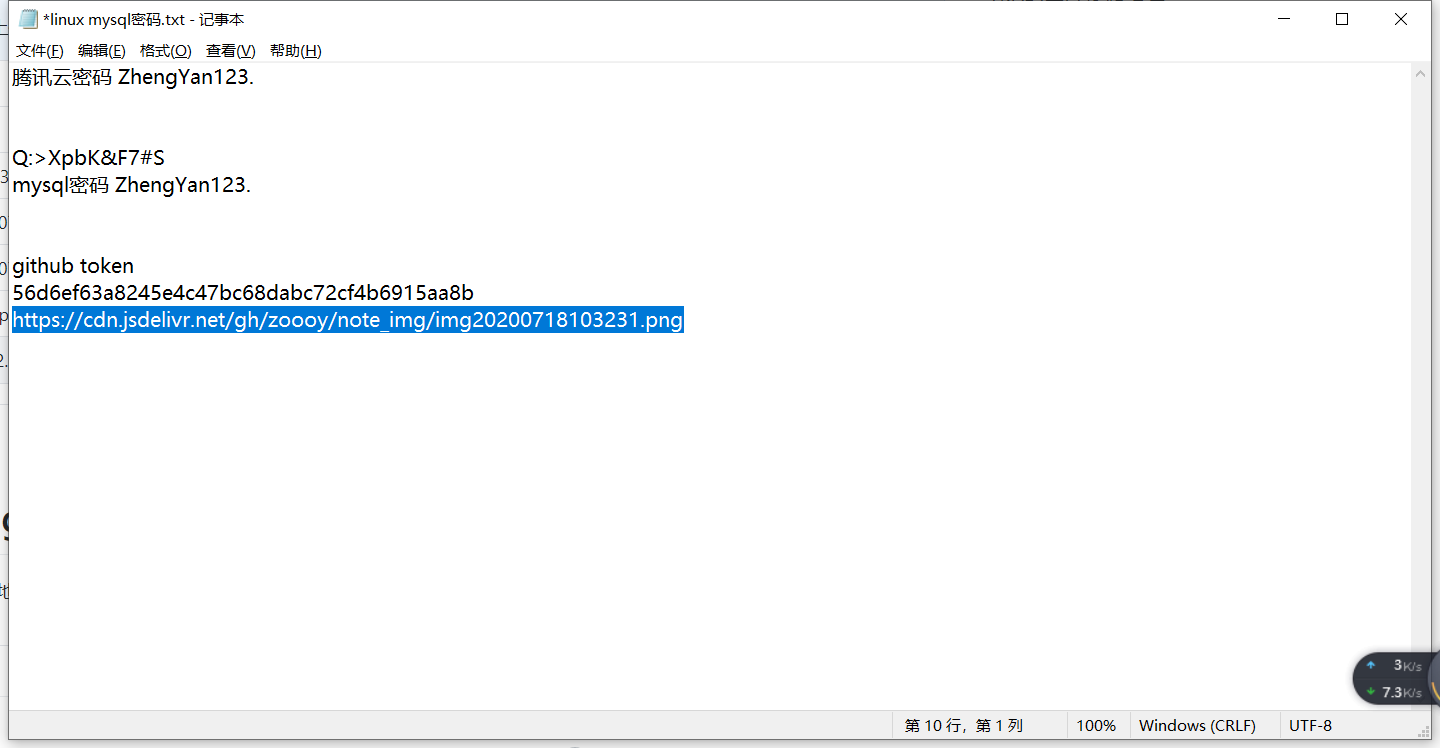 *linux mysql密码.txt - 记事本
文件(F) 编辑(E) 格式(O) 查看(V) 帮助(H)
腾讯云密码 ZhengYan123.
Q:>XpbK&F7#S
mysql密码 ZhengYan123.
github token
56d6ef63a8245e4c47bc68dabc72cf4b6915aa8b
https://cdn.jsdelivr.net/gh/zoooy/note_img/img20200718103231.png
3K/s
7.3K/s
第 10 行，第 1 列 100% Windows (CRLF) UTF-8